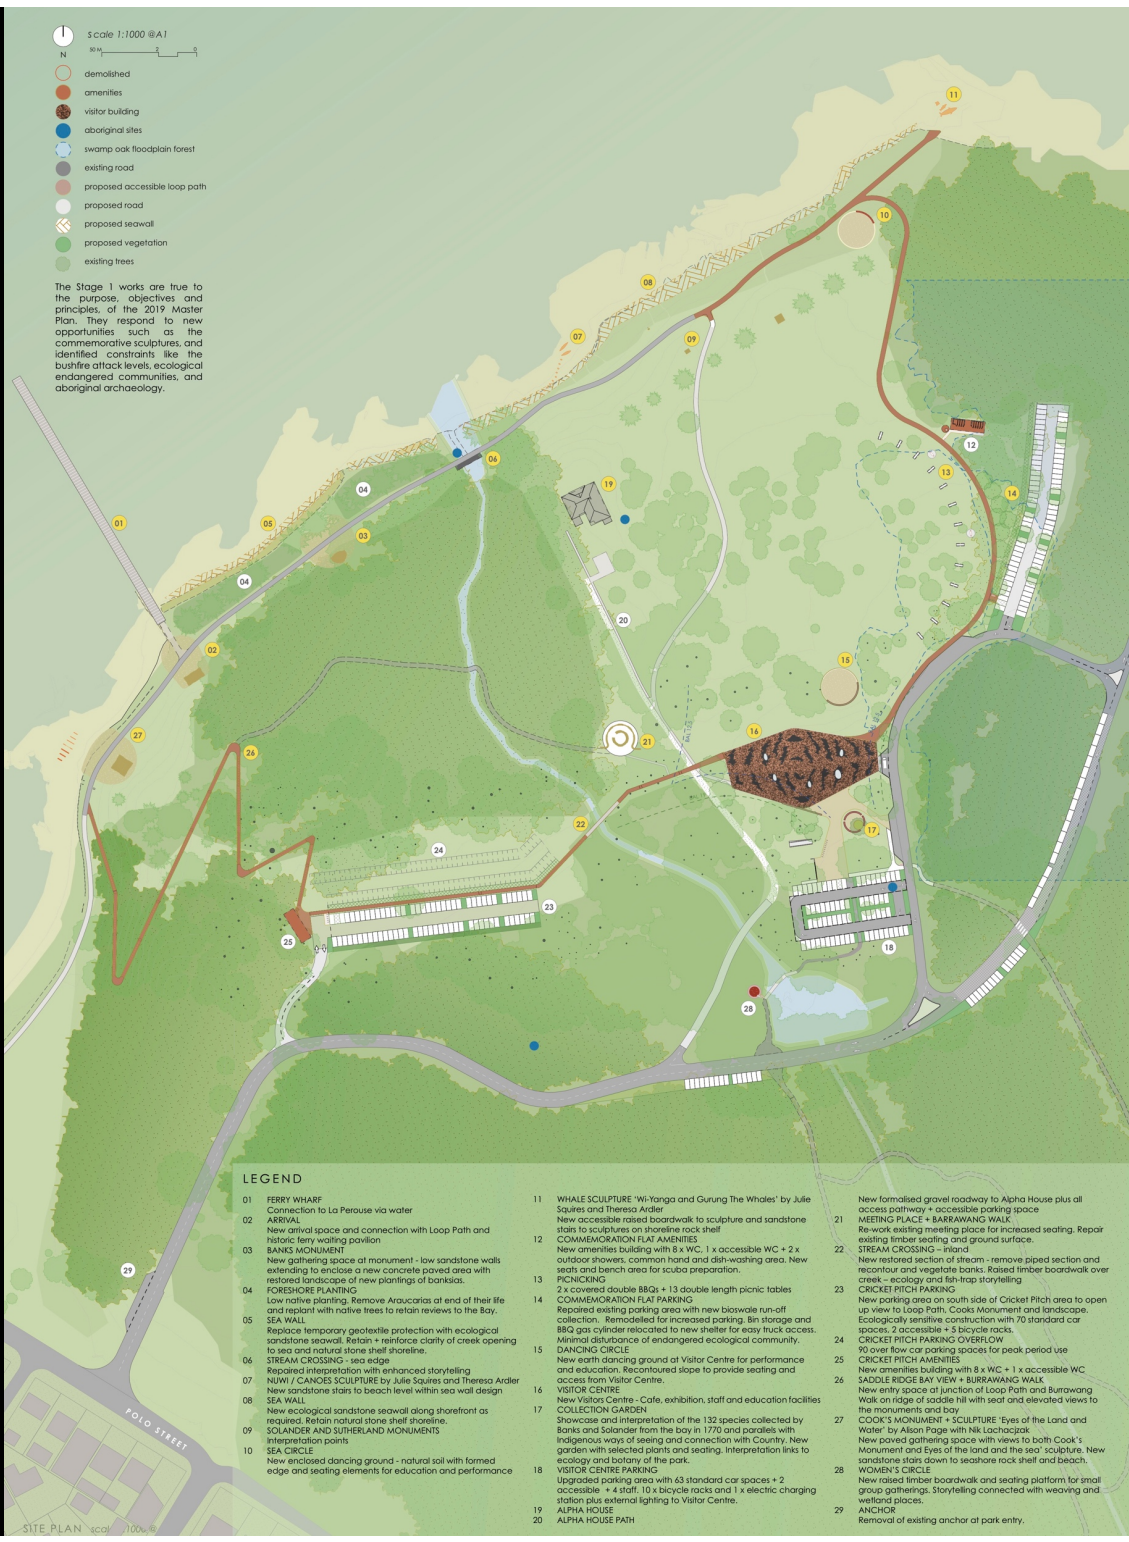 scale 1:1000 @A1
N
50 M 2 0
demolished
amenities
visitor building
aboriginal sites
swamp oak floodplain forest
existing road
proposed accessible loop path
proposed road
proposed seawall
proposed vegetation
existing trees
The Stage 1 works are true to
the purpose, objectives and
principles, of the 2019 Master
Plan. They respond to new
opportunities such as the
commemorative sculptures, and
identified constraints like the
bushfire attack levels, ecological
endangered communities, and
aboriginal archaeology.
11
10
08
07
09
12
06
13
14
19
04
01
05
03
04
20
02
15
27
26
21
16
22
17
24
23
25
18
28
29
POLO STREET
LEGEND
01 FERRY WHARF
Connection to La Perouse via water
02 ARRIVAL
New arrival space and connection with Loop Path and
historic ferry waiting pavilion
03 BANKS MONUMENT
New gathering space at monument - low sandstone walls
extending to enclose a new concrete paved area with
restored landscape of new plantings of banksias.
04 FORESHORE PLANTING
Low native planting. Remove Araucarias at end of their life
and replant with native trees to retain reviews to the Bay.
05 SEA WALL
Replace temporary geotextile protection with ecological
sandstone seawall. Retain + reinforce clarity of creek opening
to sea and natural stone shelf shoreline.
06 STREAM CROSSING - sea edge
Repaired interpretation with enhanced storytelling
07 NUWI / CANOES SCULPTURE by Julie Squires and Theresa Ardler
New sandstone stairs to beach level within sea wall design
08 SEA WALL
New ecological sandstone seawall along shorefront as
required. Retain natural stone shelf shoreline.
09 SOLANDER AND SUTHERLAND MONUMENTS
Interpretation points
10 SEA CIRCLE
New enclosed dancing ground - natural soil with formed
edge and seating elements for education and performance
11 WHALE SCULPTURE 'Wi-Yanga and Gurung The Whales' by Julie
Squires and Theresa Ardler
New accessible raised boardwalk to sculpture and sandstone
stairs to sculptures on shoreline rock shelf
12 COMMEMORATION FLAT AMENITIES
New amenities building with 8 x WC, 1 x accessible WC + 2 x
outdoor showers, common hand and dish-washing area. New
seats and bench area for scuba preparation.
13 PICNICKING
2 x covered double BBQs + 13 double length picnic tables
14 COMMEMORATION FLAT PARKING
Repaired existing parking area with new bioswale run-off
collection. Remodelled for increased parking. Bin storage and
BBQ gas cylinder relocated to new shelter for easy truck access.
Minimal disturbance of endangered ecological community.
15 DANCING CIRCLE
New earth dancing ground at Visitor Centre for performance
and education. Recontoured slope to provide seating and
access from Visitor Centre.
16 VISITOR CENTRE
New Visitors Centre - Cafe, exhibition, staff and education facilities
17 COLLECTION GARDEN
Showcase and interpretation of the 132 species collected by
Banks and Solander from the bay in 1770 and parallels with
Indigenous ways of seeing and connection with Country. New
garden with selected plants and seating. Interpretation links to
ecology and botany of the park.
18 VISITOR CENTRE PARKING
Upgraded parking area with 63 standard car spaces + 2
accessible + 4 staff. 10 x bicycle racks and 1 x electric charging
station plus external lighting to Visitor Centre.
19 ALPHA HOUSE
20 ALPHA HOUSE PATH
New formalised gravel roadway to Alpha House plus all
access pathway + accessible parking space
21 MEETING PLACE + BARRAWANG WALK
Re-work existing meeting place for increased seating. Repair
existing timber seating and ground surface.
22 STREAM CROSSING – inland
New restored section of stream - remove piped section and
recontour and vegetate banks. Raised timber boardwalk over
creek – ecology and fish-trap storytelling
23 CRICKET PITCH PARKING
New parking area on south side of Cricket Pitch area to open
up view to Loop Path, Cooks Monument and landscape.
Ecologically sensitive construction with 70 standard car
spaces, 2 accessible + 5 bicycle racks.
24 CRICKET PITCH PARKING OVERFLOW
90 over flow car parking spaces for peak period use
25 CRICKET PITCH AMENITIES
New amenities building with 8 x WC + 1 x accessible WC
26 SADDLE RIDGE BAY VIEW + BURRAWANG WALK
New entry space at junction of Loop Path and Burrawang
Walk on ridge of saddle hill with seat and elevated views to
the monuments and bay
27 COOK'S MONUMENT + SCULPTURE 'Eyes of the Land and
Water' by Alison Page with Nik Lachacjzak
New paved gathering space with views to both Cook's
Monument and Eyes of the land and the sea' sculpture. New
sandstone stairs down to seashore rock shelf and beach.
28 WOMEN'S CIRCLE
New raised timber boardwalk and seating platform for small
group gatherings. Storytelling connected with weaving and
wetland places.
29 ANCHOR
Removal of existing anchor at park entry.
SITE PLAN